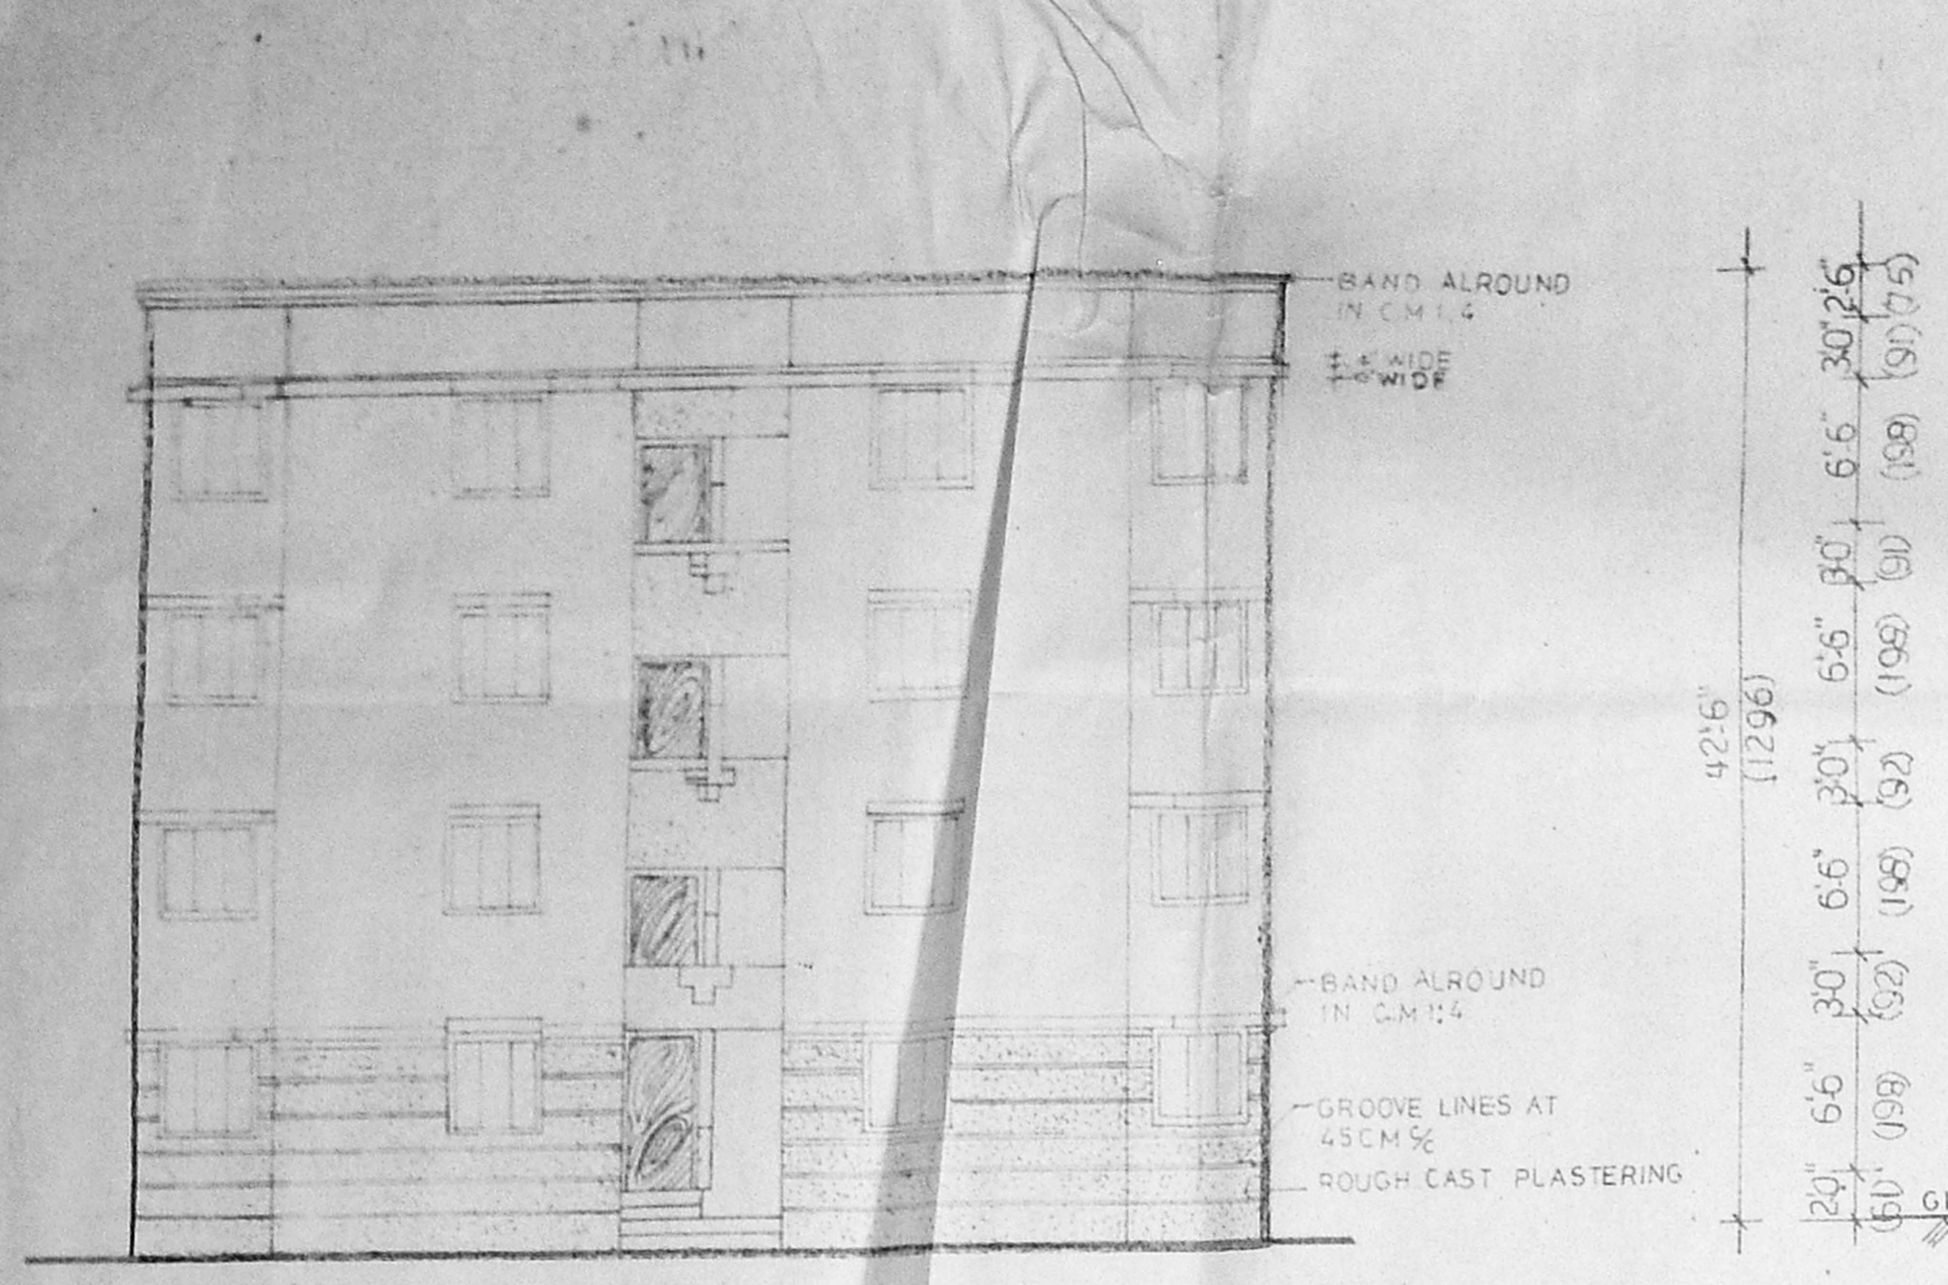 BAND ALROUND
IN C M 1:4
4" WIDE
WIDE
BAND ALROUND
IN C.M 1:4
GROOVE LINES AT
45CM C/C
ROUGH CAST PLASTERING
42'6"
(1296)
2'6"
(75)
3'0"
(91)
6'6"
(198)
3'0"
(91)
6'6"
(198)
3'0"
(92)
6'6"
(198)
3'0"
(92)
6'6"
(198)
2'0"
(61)